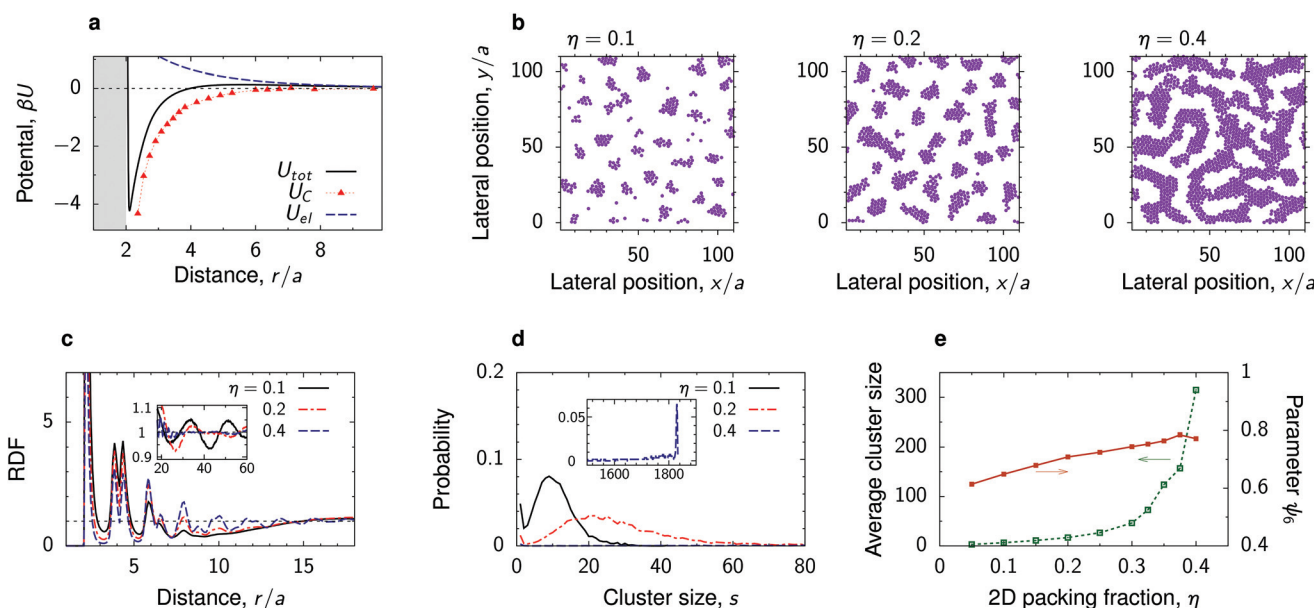 a
Potential, βU
0
−2
−4
U_tot
U_C
U_el
0 2 4 6 8
Distance, r/a
b
η = 0.1
η = 0.2
η = 0.4
Lateral position, y/a
100
50
0
50 100
Lateral position, x/a
100
50
0
50 100
Lateral position, x/a
100
50
0
50 100
Lateral position, x/a
c
RDF
5
0
η = 0.1
0.2
0.4
1.1
1
0.9
20 40 60
0 5 10 15
Distance, r/a
d
Probability
0.2
0.1
0.0
η = 0.1
0.2
0.4
0.05
0
1600 1800
0 20 40 60 80
Cluster size, s
e
Average cluster size
300
200
100
0
1
0.8
0.6
0.4
Parameter ψ₆
0 0.1 0.2 0.3 0.4
2D packing fraction, η